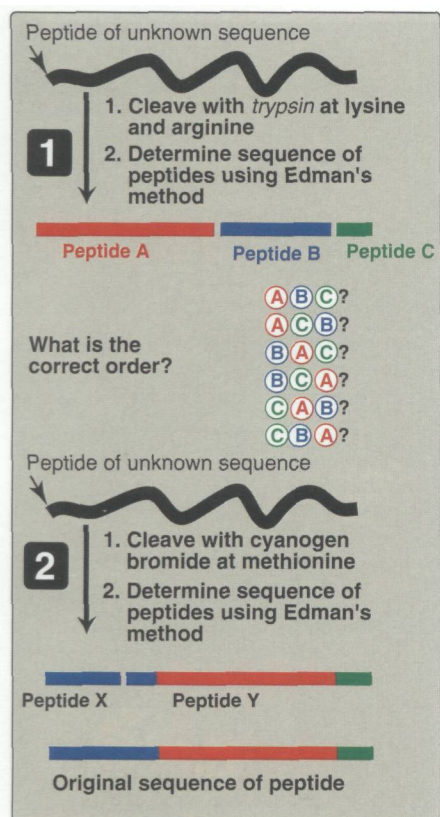 Peptide of unknown sequence
1
1. Cleave with trypsin at lysine
and arginine
2. Determine sequence of
peptides using Edman's
method
Peptide A
Peptide B
Peptide C
What is the
correct order?
A B C?
A C B?
B A C?
B C A?
C A B?
C B A?
Peptide of unknown sequence
2
1. Cleave with cyanogen
bromide at methionine
2. Determine sequence of
peptides using Edman's
method
Peptide X
Peptide Y
Original sequence of peptide